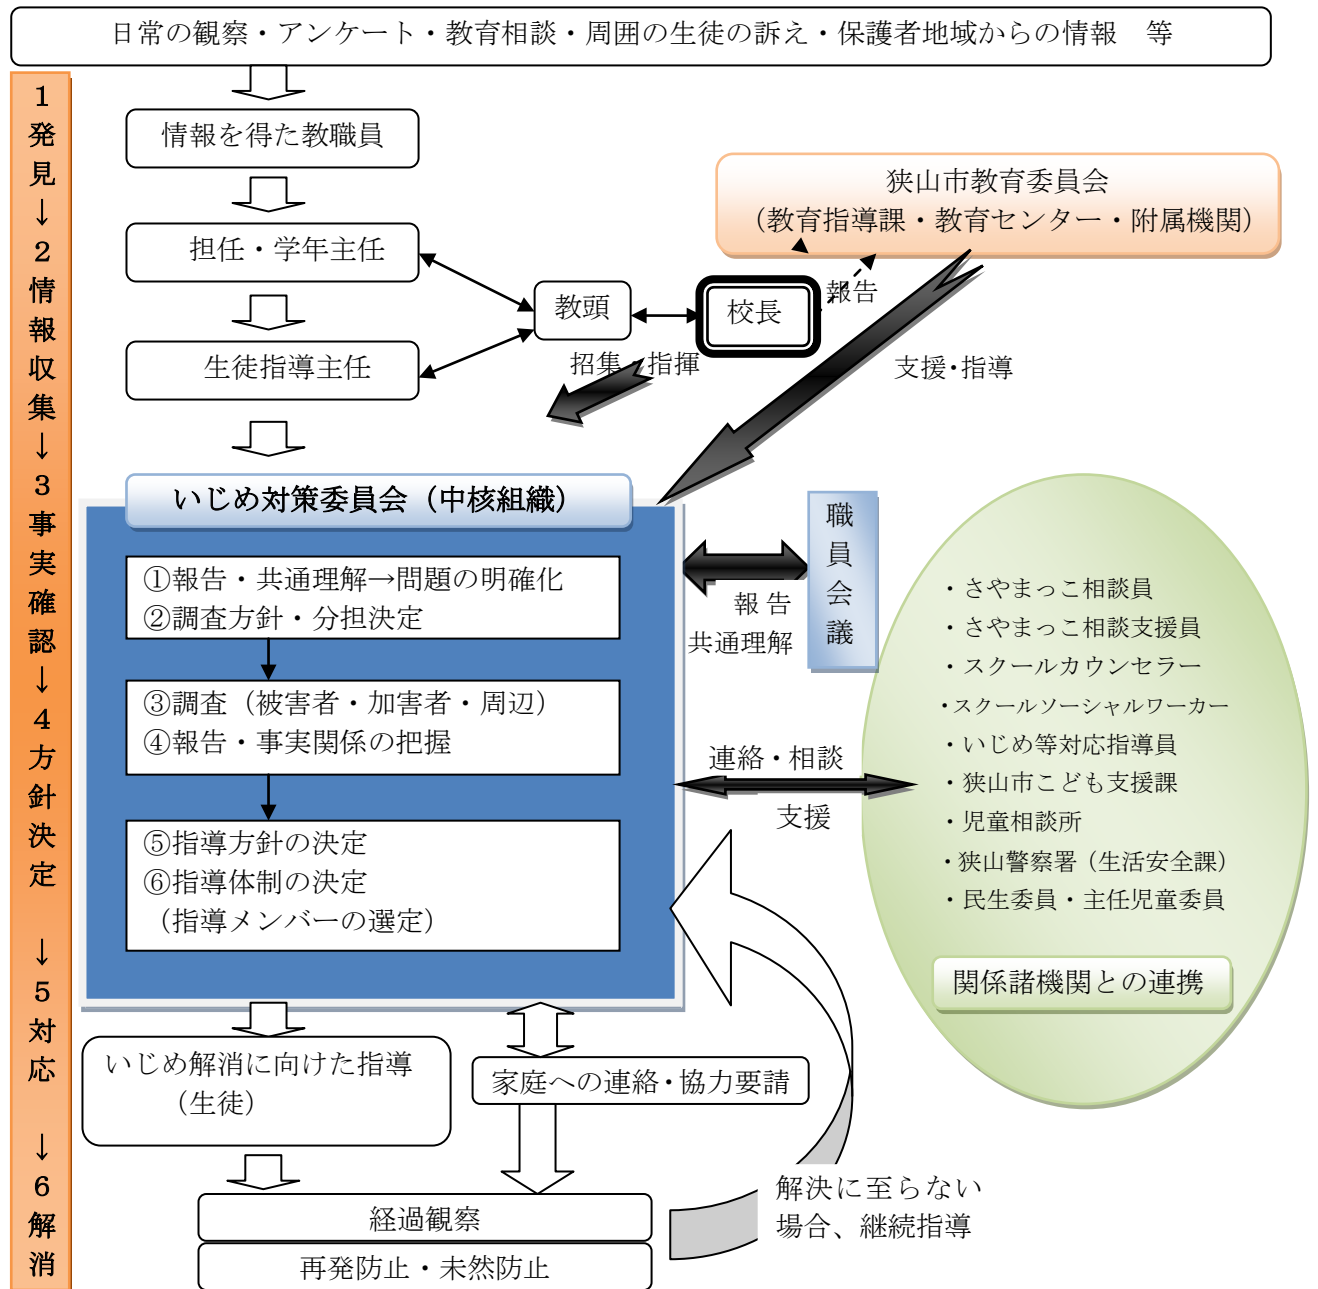 日常の観察・アンケート・教育相談・周囲の生徒の訴え・保護者地域からの情報　等
1発見→2情報収集→3事実確認→4方針決定　→5対応　→6解消
情報を得た教職員
担任・学年主任
生徒指導主任
教頭
校長
狭山市教育委員会
（教育指導課・教育センター・附属機関）
報告
招集・指揮
支援・指導
いじめ対策委員会（中核組織）
①報告・共通理解→問題の明確化
②調査方針・分担決定
③調査（被害者・加害者・周辺）
④報告・事実関係の把握
⑤指導方針の決定
⑥指導体制の決定
（指導メンバーの選定）
職員会議
報告
共通理解
連絡・相談
支援
・さやまっこ相談員
・さやまっこ相談支援員
・スクールカウンセラー
・スクールソーシャルワーカー
・いじめ等対応指導員
・狭山市こども支援課
・児童相談所
・狭山警察署（生活安全課）
・民生委員・主任児童委員
関係諸機関との連携
いじめ解消に向けた指導
（生徒）
家庭への連絡・協力要請
経過観察
再発防止・未然防止
解決に至らない
場合、継続指導